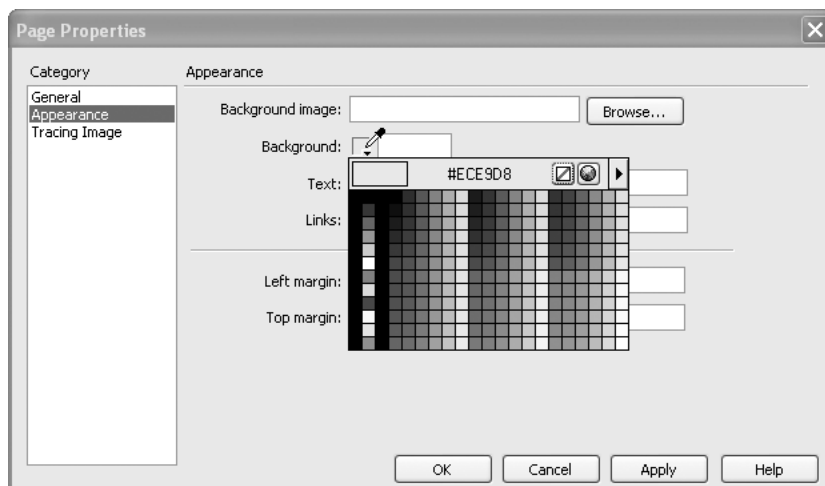 Page Properties
Category
Appearance
General
Appearance
Tracing Image
Background image:
Browse...
Background:
#ECE9D8
Text:
Links:
Left margin:
Top margin:
OK
Cancel
Apply
Help